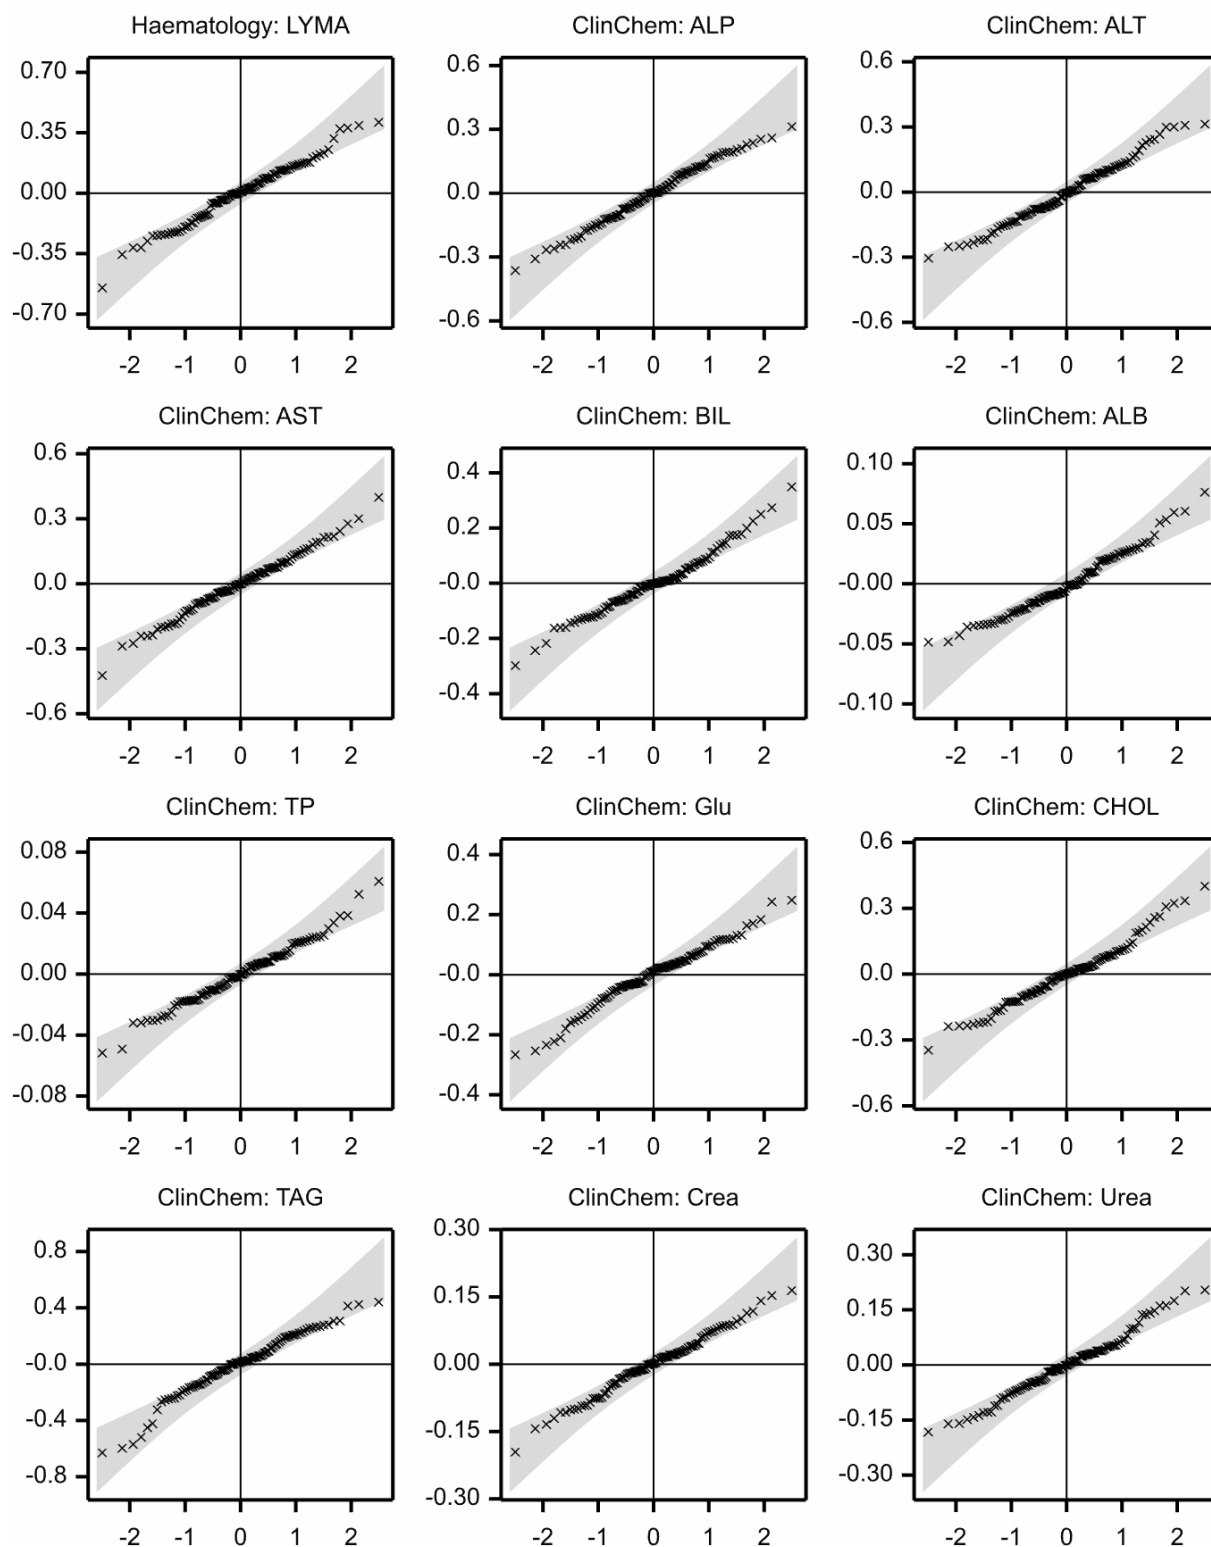 Haematology: LYMA ClinChem: ALP ClinChem: ALT
0.70 0.6 0.6
0.35 0.3 0.3
0.00 0.0 0.0
-0.35 -0.3 -0.3
-0.70 -0.6 -0.6
-2 -1 0 1 2 -2 -1 0 1 2 -2 -1 0 1 2
ClinChem: AST ClinChem: BIL ClinChem: ALB
0.6 0.4 0.10
0.3 0.2 0.05
0.0 -0.0 -0.00
-0.3 -0.2 -0.05
-0.6 -0.4 -0.10
-2 -1 0 1 2 -2 -1 0 1 2 -2 -1 0 1 2
ClinChem: TP ClinChem: Glu ClinChem: CHOL
0.08 0.4 0.6
0.04 0.2 0.3
0.00 -0.0 0.0
-0.04 -0.2 -0.3
-0.08 -0.4 -0.6
-2 -1 0 1 2 -2 -1 0 1 2 -2 -1 0 1 2
ClinChem: TAG ClinChem: Crea ClinChem: Urea
0.8 0.30 0.30
0.4 0.15 0.15
-0.0 0.00 0.00
-0.4 -0.15 -0.15
-0.8 -0.30 -0.30
-2 -1 0 1 2 -2 -1 0 1 2 -2 -1 0 1 2